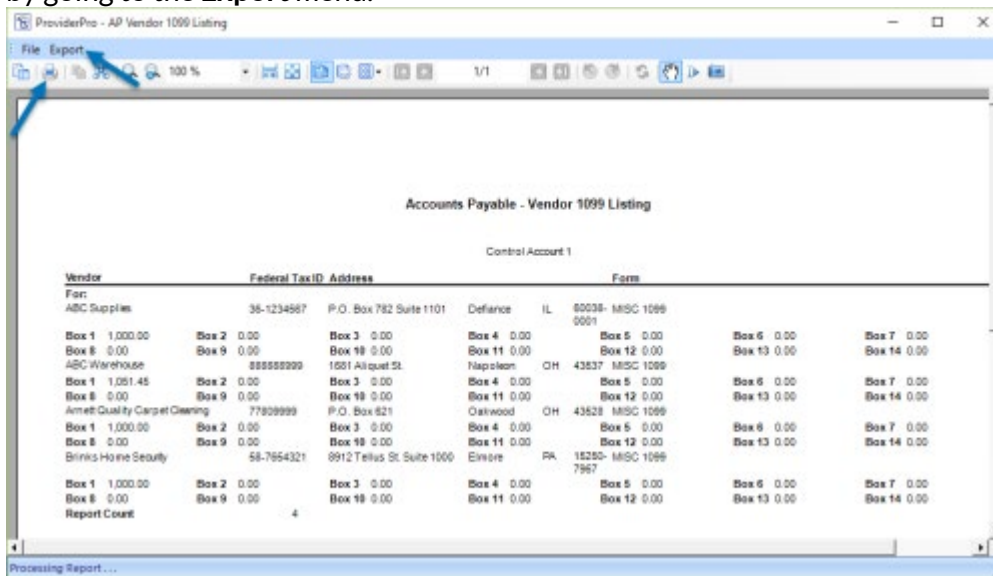 by going to the Export menu.
ProviderPro - AP Vendor 1099 Listing
File Export
100 % 1/1
Accounts Payable - Vendor 1099 Listing
Control Account 1
Vendor Federal Tax ID Address Form
For:
ABC Supplies 36-1234567 P.O. Box 782 Suite 1101 Defiance IL 60038- MISC 1099
0001
Box 1 1,000.00 Box 2 0.00 Box 3 0.00 Box 4 0.00 Box 5 0.00 Box 6 0.00 Box 7 0.00
Box 8 0.00 Box 9 0.00 Box 10 0.00 Box 11 0.00 Box 12 0.00 Box 13 0.00 Box 14 0.00
ABC Warehouse 888888999 1681 Aliquet St. Napoleon OH 43537 MISC 1099
Box 1 1,051.45 Box 2 0.00 Box 3 0.00 Box 4 0.00 Box 5 0.00 Box 6 0.00 Box 7 0.00
Box 8 0.00 Box 9 0.00 Box 10 0.00 Box 11 0.00 Box 12 0.00 Box 13 0.00 Box 14 0.00
Arnett Quality Carpet Cleaning 77809999 P.O. Box 621 Oakwood OH 43528 MISC 1099
Box 1 1,000.00 Box 2 0.00 Box 3 0.00 Box 4 0.00 Box 5 0.00 Box 6 0.00 Box 7 0.00
Box 8 0.00 Box 9 0.00 Box 10 0.00 Box 11 0.00 Box 12 0.00 Box 13 0.00 Box 14 0.00
Brinks Home Security 58-7654321 8912 Tellus St. Suite 1000 Elmore PA 15250- MISC 1099
7967
Box 1 1,000.00 Box 2 0.00 Box 3 0.00 Box 4 0.00 Box 5 0.00 Box 6 0.00 Box 7 0.00
Box 8 0.00 Box 9 0.00 Box 10 0.00 Box 11 0.00 Box 12 0.00 Box 13 0.00 Box 14 0.00
Report Count 4
Processing Report...